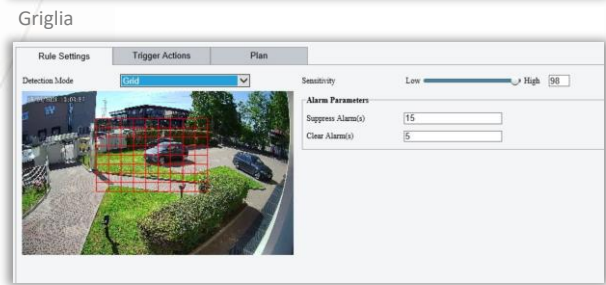 Griglia
Rule Settings Trigger Actions Plan
Detection Mode Grid Sensitivity Low High 98
Alarm Parameters
Suppress Alarm(s) 15
Clear Alarm(s) 5